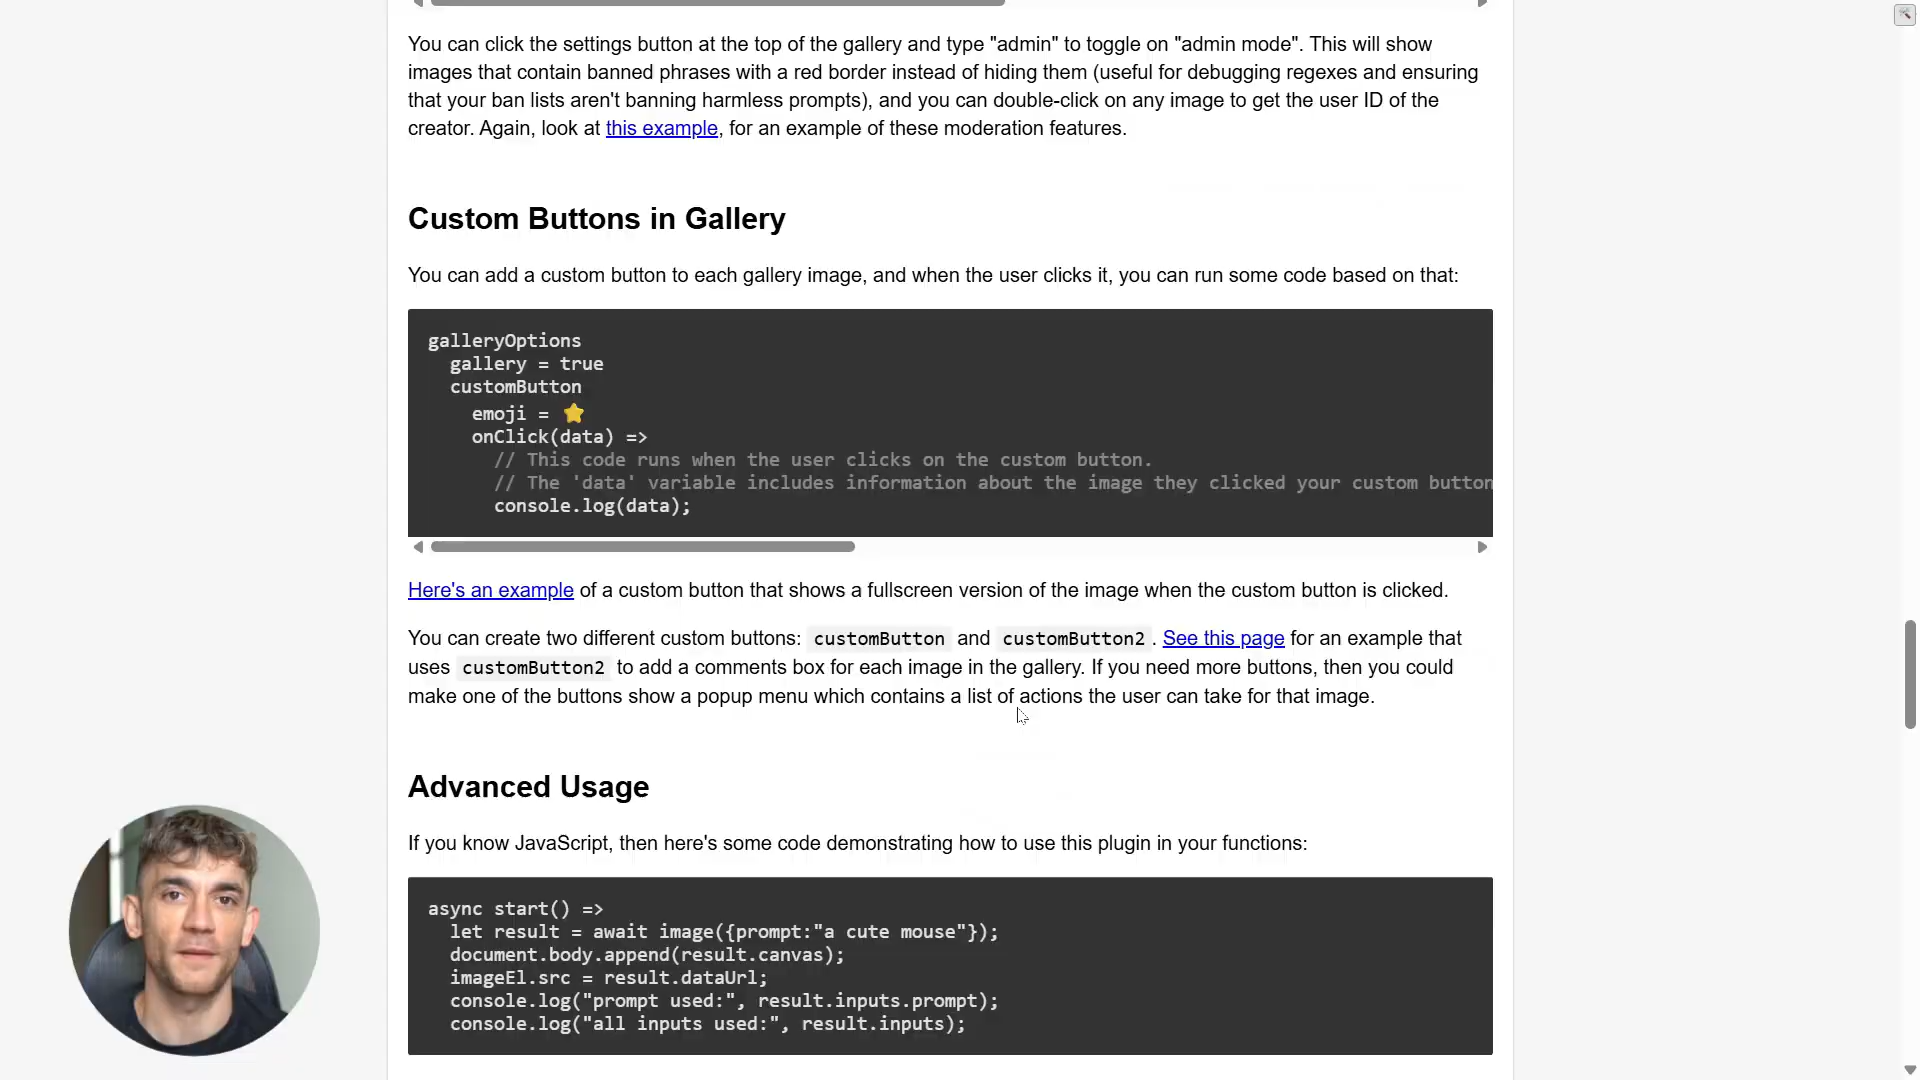 You can click the settings button at the top of the gallery and type "admin" to toggle on "admin mode". This will show
images that contain banned phrases with a red border instead of hiding them (useful for debugging regexes and ensuring
that your ban lists aren't banning harmless prompts), and you can double-click on any image to get the user ID of the
creator. Again, look at this example, for an example of these moderation features.
Custom Buttons in Gallery
You can add a custom button to each gallery image, and when the user clicks it, you can run some code based on that:
galleryOptions
  gallery = true
  customButton
    emoji = ⭐
    onClick(data) =>
      // This code runs when the user clicks on the custom button.
      // The 'data' variable includes information about the image they clicked your custom button
      console.log(data);
Here's an example of a custom button that shows a fullscreen version of the image when the custom button is clicked.
You can create two different custom buttons: customButton and customButton2. See this page for an example that
uses customButton2 to add a comments box for each image in the gallery. If you need more buttons, then you could
make one of the buttons show a popup menu which contains a list of actions the user can take for that image.
Advanced Usage
If you know JavaScript, then here's some code demonstrating how to use this plugin in your functions:
async start() =>
  let result = await image({prompt:"a cute mouse"});
  document.body.append(result.canvas);
  imageEl.src = result.dataUrl;
  console.log("prompt used:", result.inputs.prompt);
  console.log("all inputs used:", result.inputs);